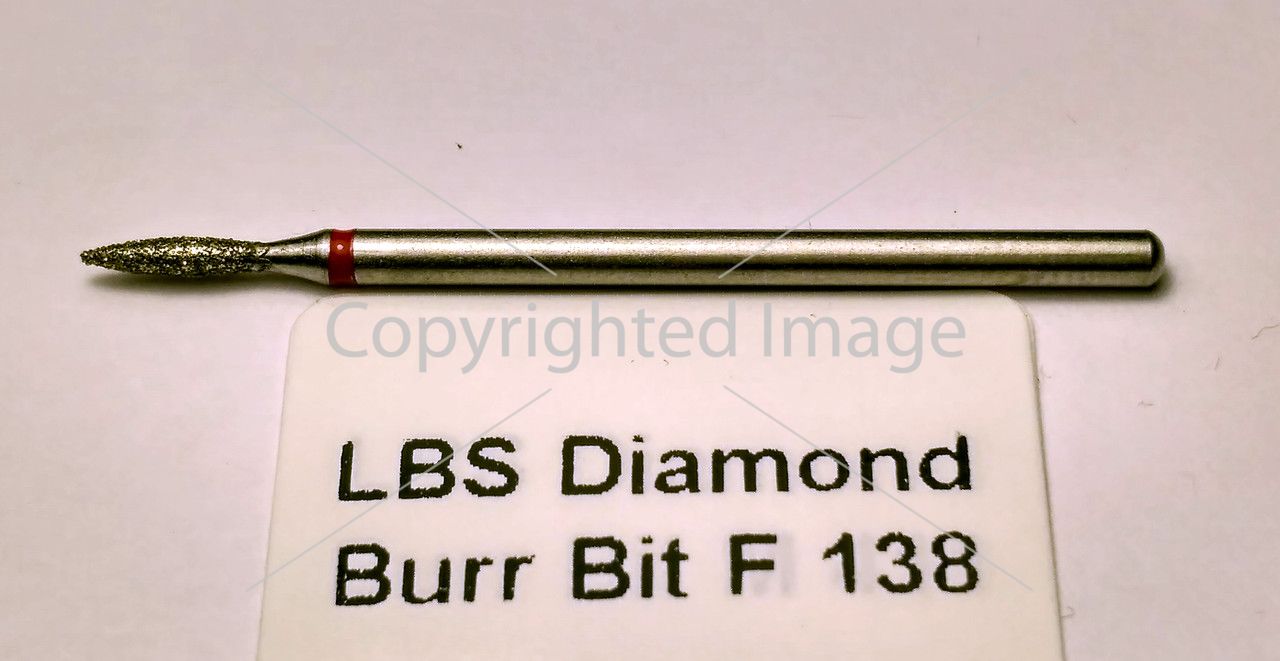 Copyrighted Image
LBS Diamond
Burr Bit F 138